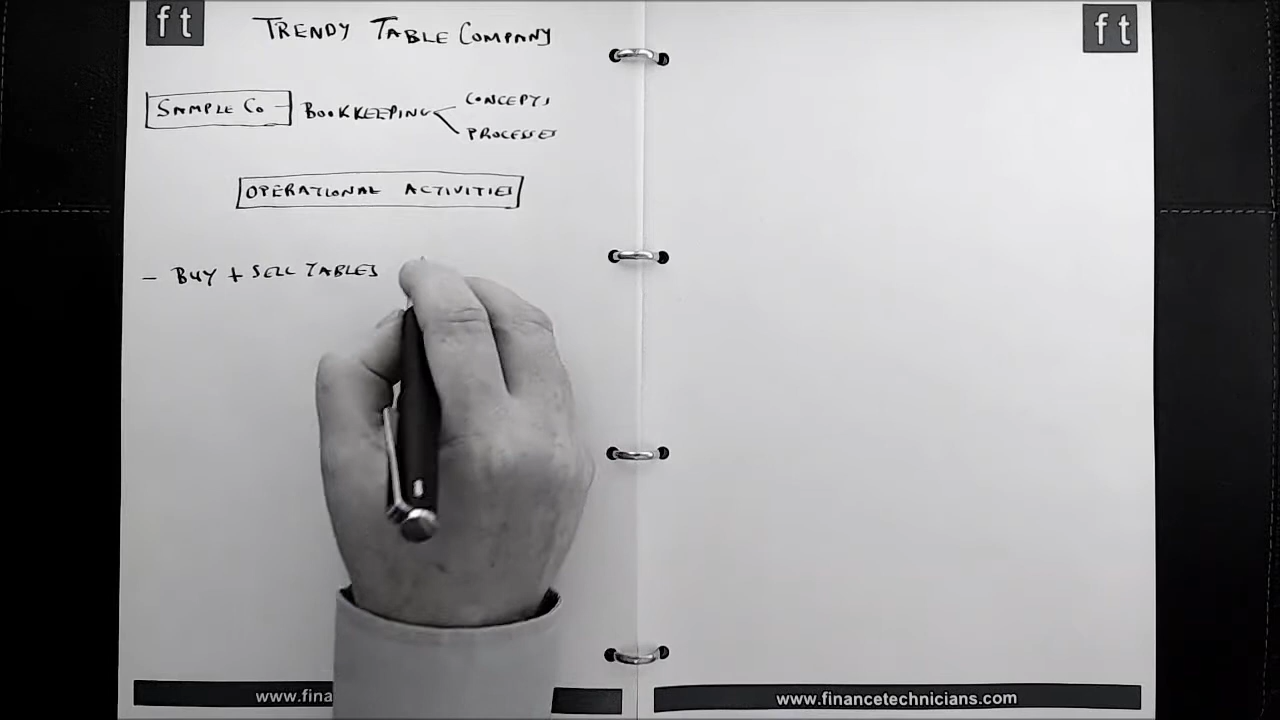 ft
TRENDY TABLE COMPANY
SAMPLE CO - BOOKKEEPING CONCEPTS
PROCESSES
OPERATIONAL ACTIVITIES
- BUY + SELL TABLES
www.fina
ft
www.financetechnicians.com